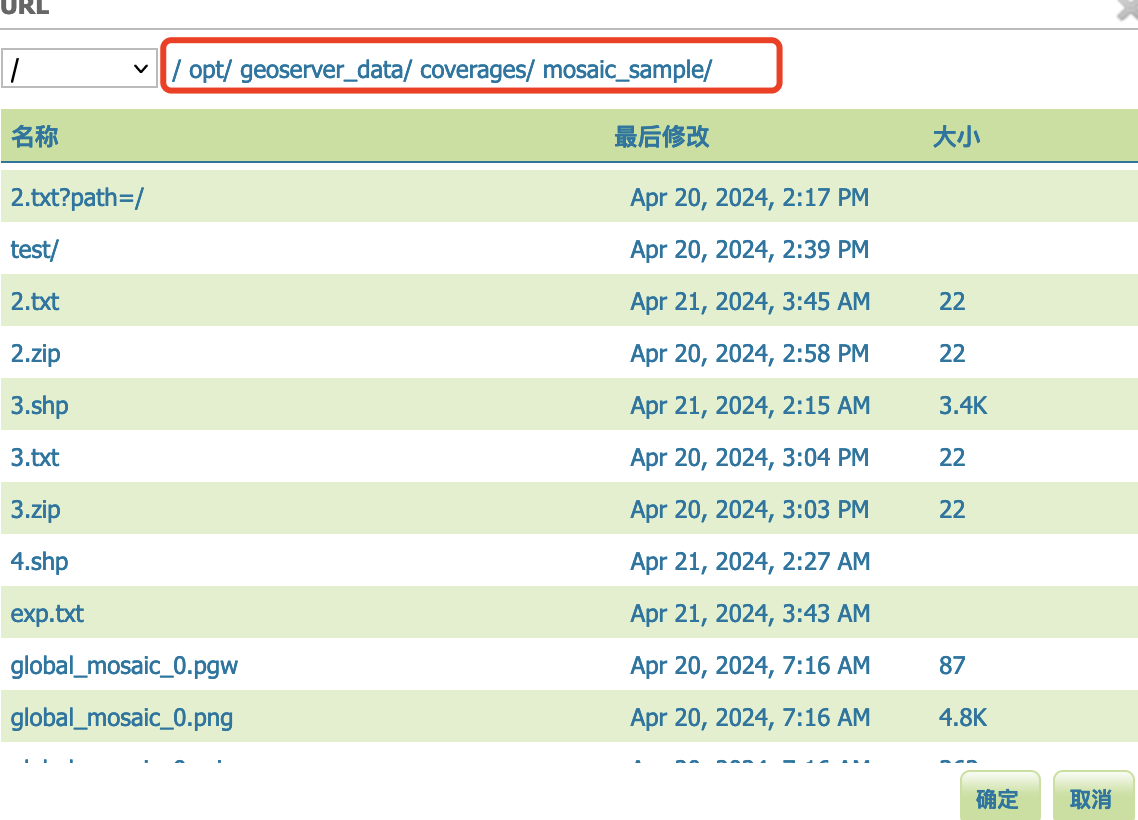 URL
/ / opt/ geoserver_data/ coverages/ mosaic_sample/
名称 最后修改 大小
2.txt?path=/ Apr 20, 2024, 2:17 PM
test/ Apr 20, 2024, 2:39 PM
2.txt Apr 21, 2024, 3:45 AM 22
2.zip Apr 20, 2024, 2:58 PM 22
3.shp Apr 21, 2024, 2:15 AM 3.4K
3.txt Apr 20, 2024, 3:04 PM 22
3.zip Apr 20, 2024, 3:03 PM 22
4.shp Apr 21, 2024, 2:27 AM
exp.txt Apr 21, 2024, 3:43 AM
global_mosaic_0.pgw Apr 20, 2024, 7:16 AM 87
global_mosaic_0.png Apr 20, 2024, 7:16 AM 4.8K
确定 取消